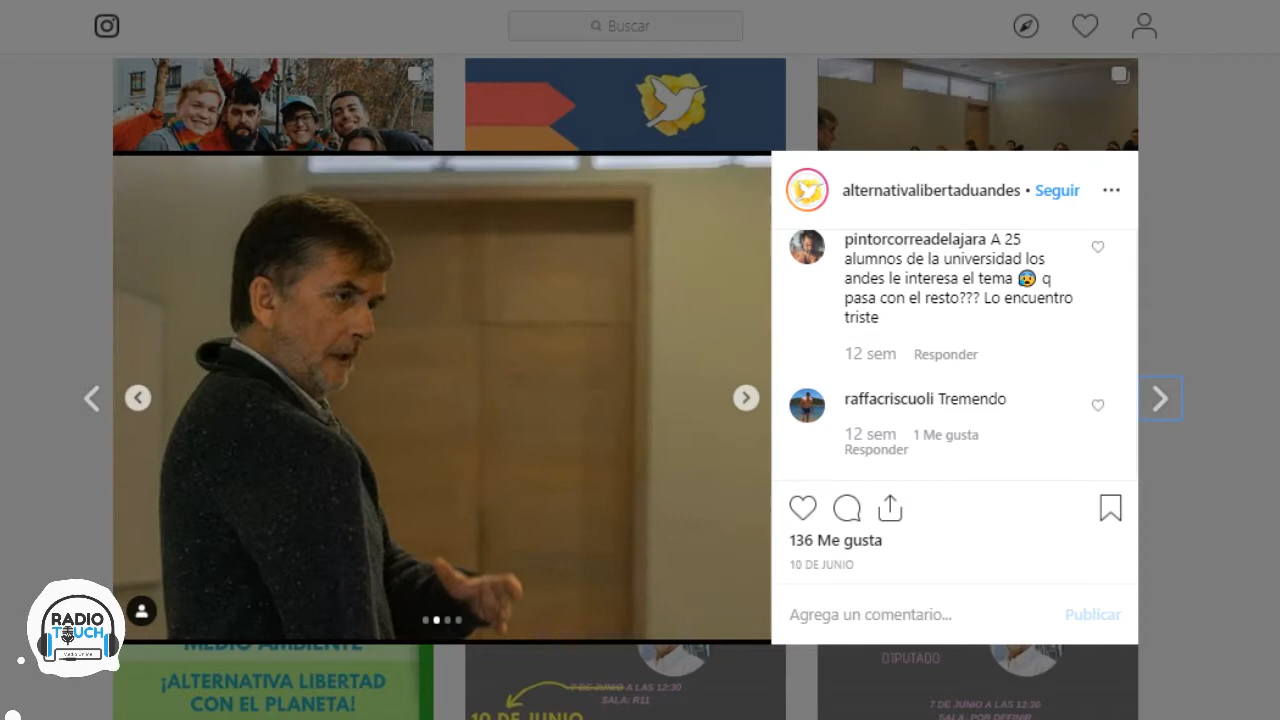 Buscar
alternativalibertaduandes • Seguir
pintorcorreadelajara A 25
alumnos de la universidad los
andes le interesa el tema 😰 q
pasa con el resto??? Lo encuentro
triste
12 sem Responder
raffacriscuoli Tremendo
12 sem 1 Me gusta
Responder
136 Me gusta
10 DE JUNIO
Agrega un comentario... Publicar
RADIO
TOUCH
MEDIO AMBIENTE
¡ALTERNATIVA LIBERTAD
CON EL PLANETA!
7 DE JUNIO A LAS 12:30
SALA: R11
10 DE JUNIO
DIPUTADO
7 DE JUNIO A LAS 12:30
SALA: POR DEFINIR